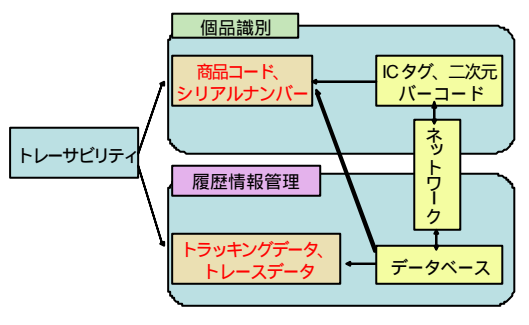 個品識別
商品コード、
シリアルナンバー
ICタグ、二次元
バーコード
トレーサビリティ
ネットワーク
履歴情報管理
トラッキングデータ、
トレースデータ
データベース